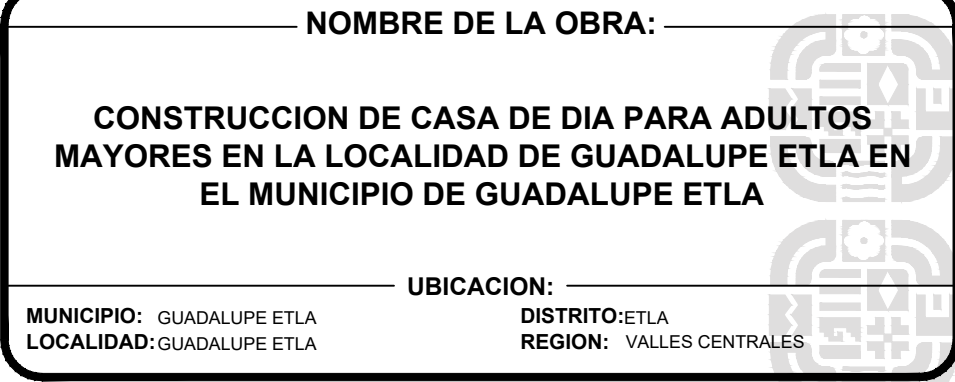 NOMBRE DE LA OBRA:
CONSTRUCCION DE CASA DE DIA PARA ADULTOS
MAYORES EN LA LOCALIDAD DE GUADALUPE ETLA EN
EL MUNICIPIO DE GUADALUPE ETLA
UBICACION:
MUNICIPIO: GUADALUPE ETLA DISTRITO:ETLA
LOCALIDAD:GUADALUPE ETLA REGION: VALLES CENTRALES